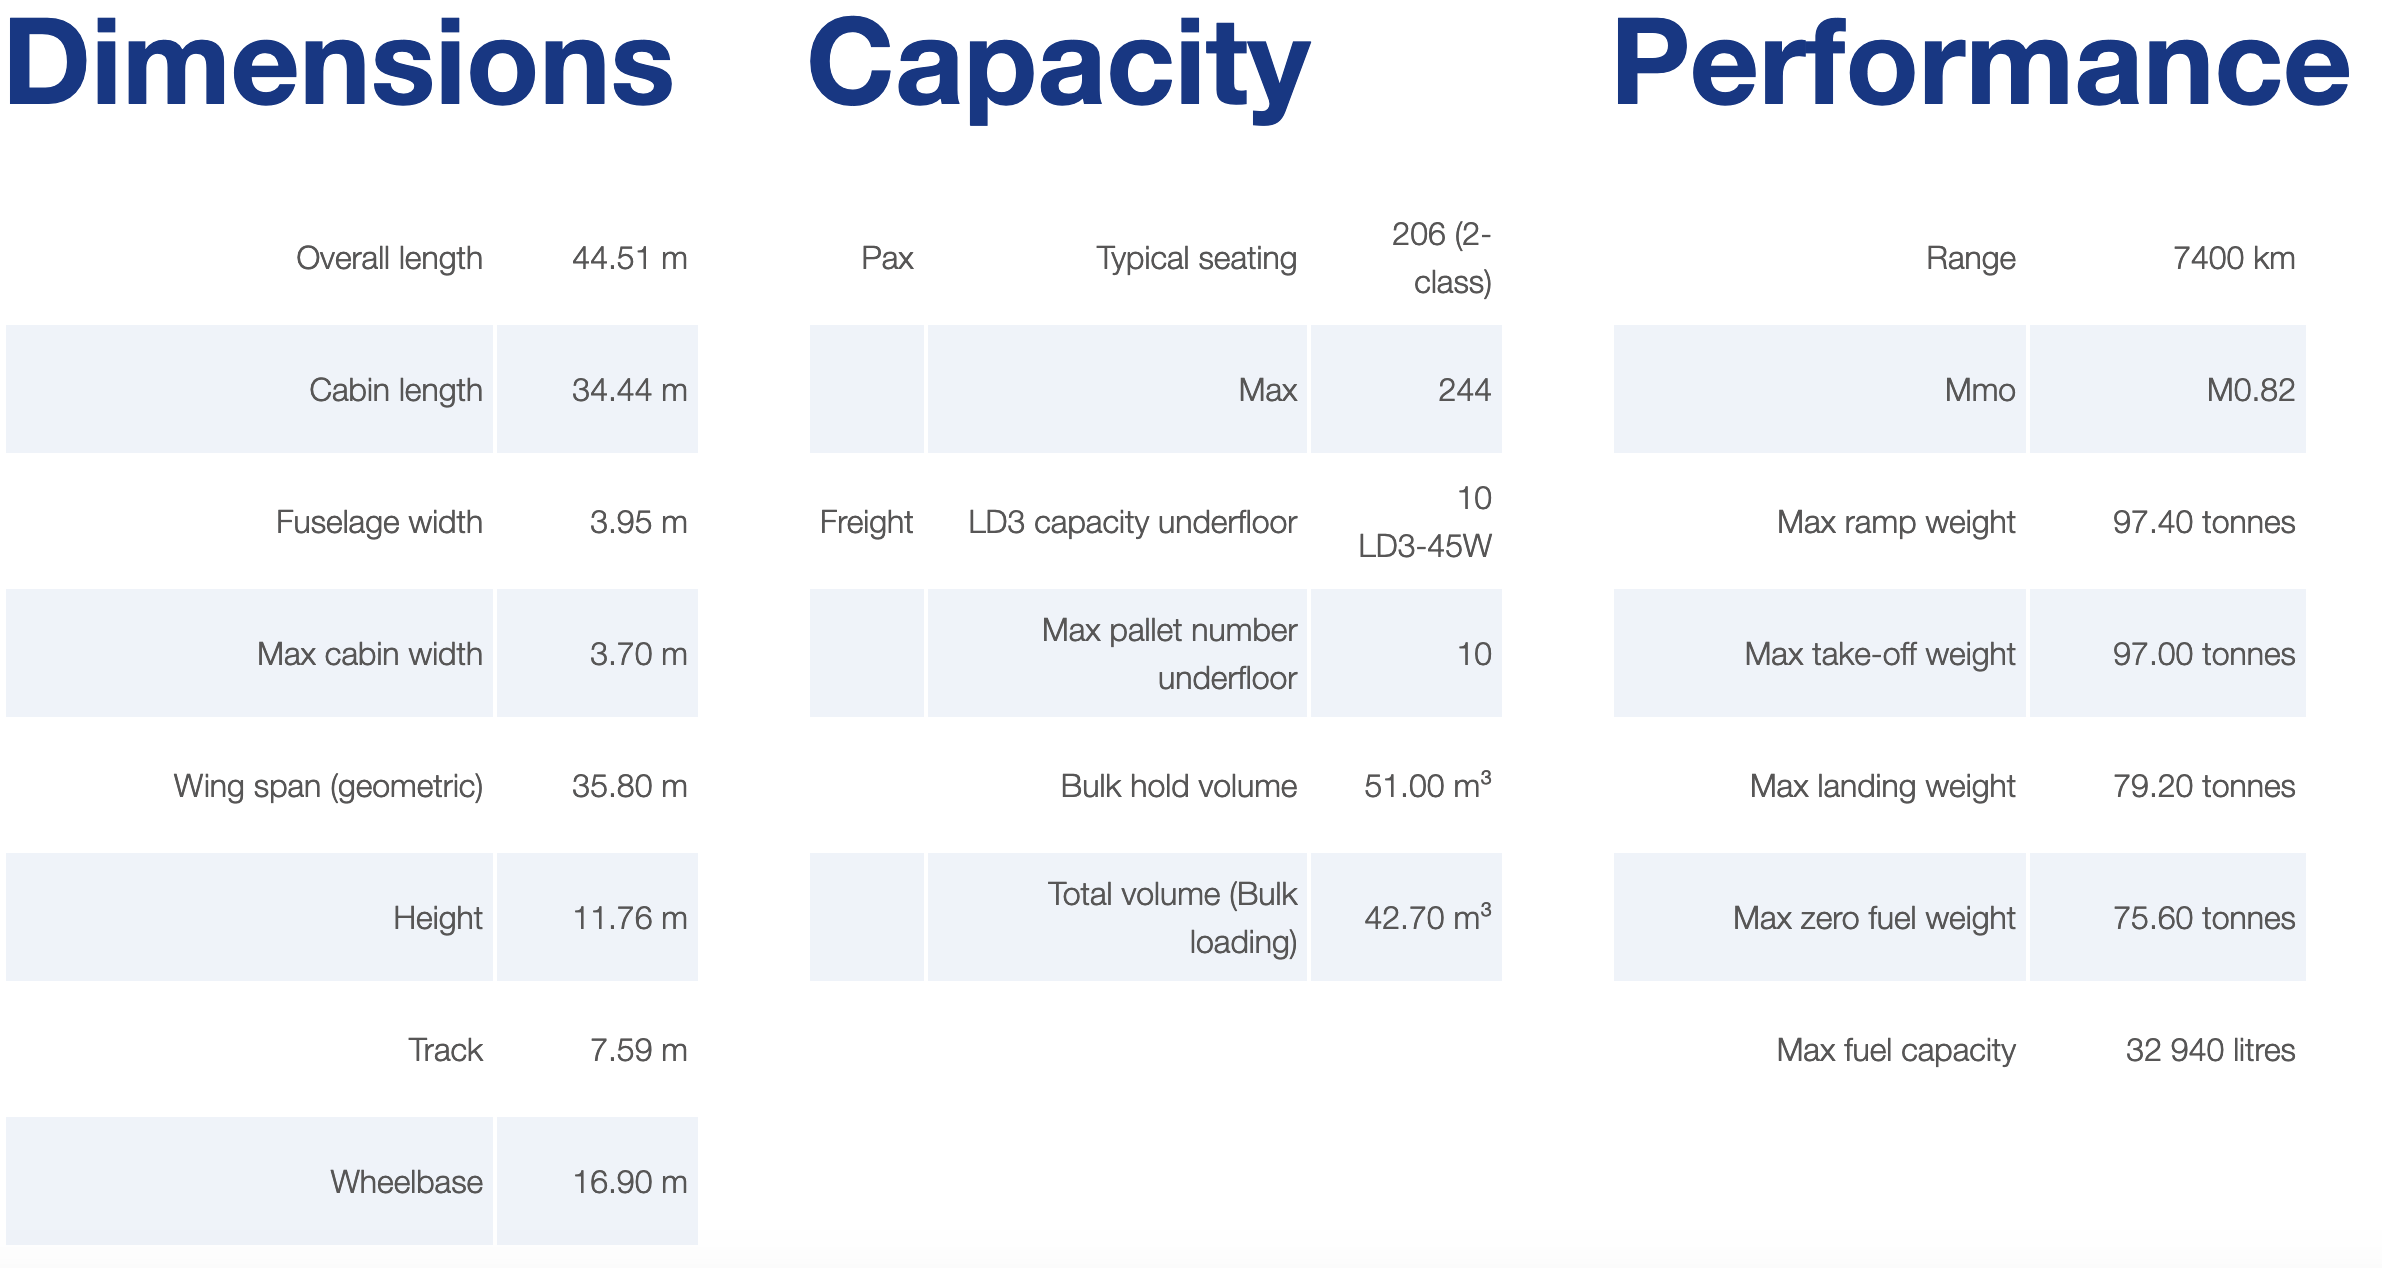 Dimensions
Overall length 44.51 m
Cabin length 34.44 m
Fuselage width 3.95 m
Max cabin width 3.70 m
Wing span (geometric) 35.80 m
Height 11.76 m
Track 7.59 m
Wheelbase 16.90 m
Capacity
Pax Typical seating 206 (2-
class)
Max 244
Freight LD3 capacity underfloor 10
LD3-45W
Max pallet number
underfloor 10
Bulk hold volume 51.00 m³
Total volume (Bulk
loading) 42.70 m³
Performance
Range 7400 km
Mmo M0.82
Max ramp weight 97.40 tonnes
Max take-off weight 97.00 tonnes
Max landing weight 79.20 tonnes
Max zero fuel weight 75.60 tonnes
Max fuel capacity 32 940 litres